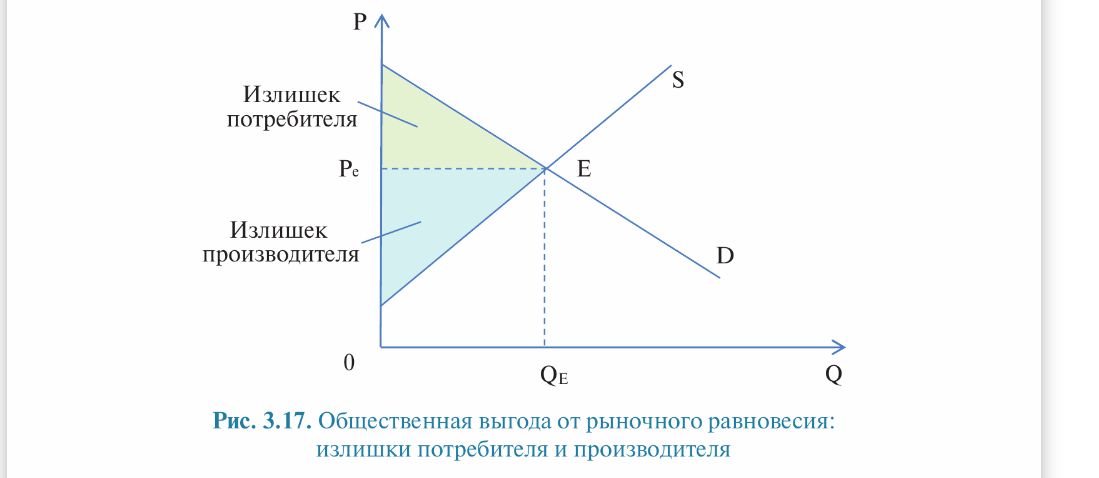 P
S
Излишек
потребителя
Pe
E
Излишек
производителя
D
0
QE
Q
Рис. 3.17. Общественная выгода от рыночного равновесия:
излишки потребителя и производителя